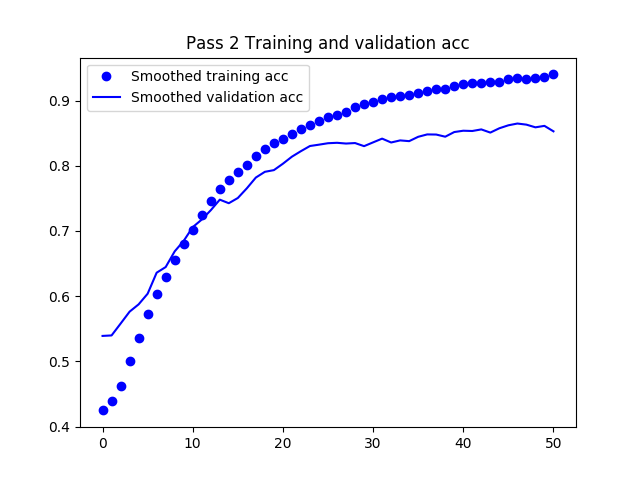 Pass 2 Training and validation acc
Smoothed training acc
Smoothed validation acc
0.9
0.8
0.7
0.6
0.5
0.4
0 10 20 30 40 50